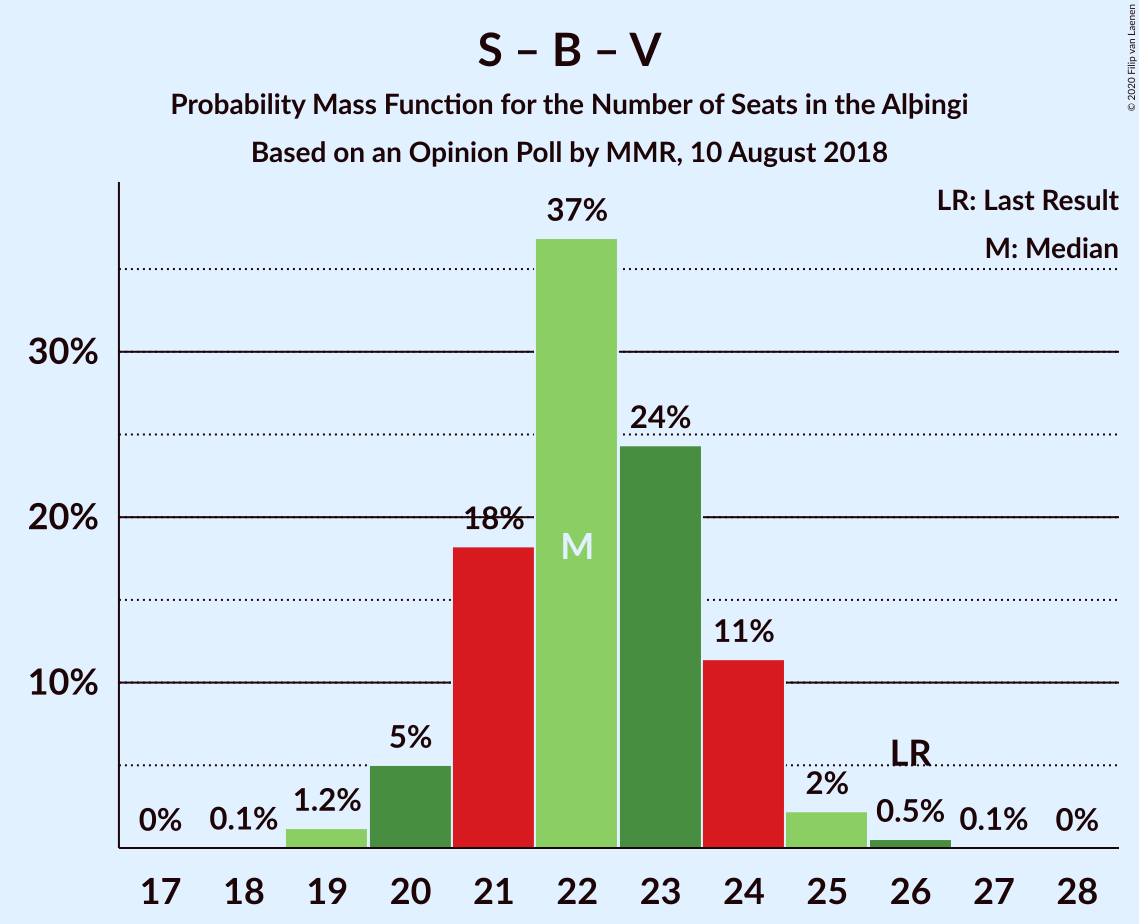 S – B – V
Probability Mass Function for the Number of Seats in the Alþingi
Based on an Opinion Poll by MMR, 10 August 2018
© 2020 Filip van Laenen
LR: Last Result
M: Median
30%
20%
10%
0%
0.1%
1.2%
5%
18%
37%
M
24%
11%
2%
LR
0.5%
0.1%
0%
17 18 19 20 21 22 23 24 25 26 27 28